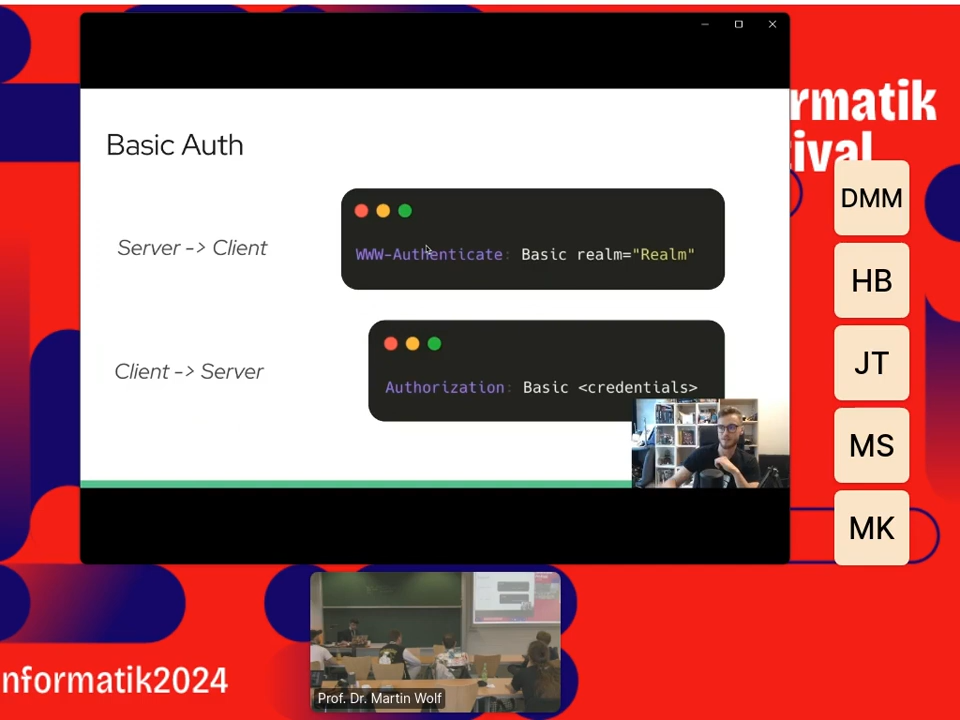 rmatik
ival
Basic Auth
Server -> Client
WWW-Authenticate: Basic realm="Realm"
Client -> Server
Authorization: Basic <credentials>
DMM
HB
JT
MS
MK
Prof. Dr. Martin Wolf
nformatik2024